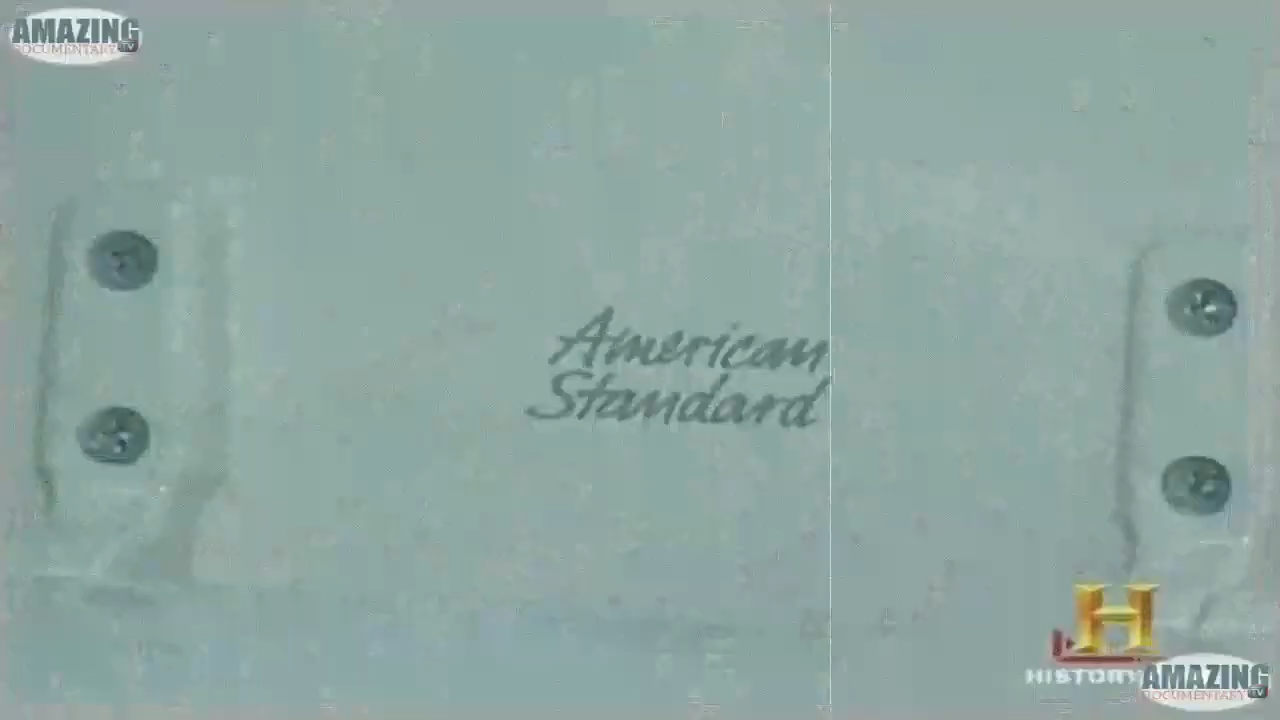 AMAZING
DOCUMENTARY TV
American
Standard
H
HISTORY
AMAZING
DOCUMENTARY TV